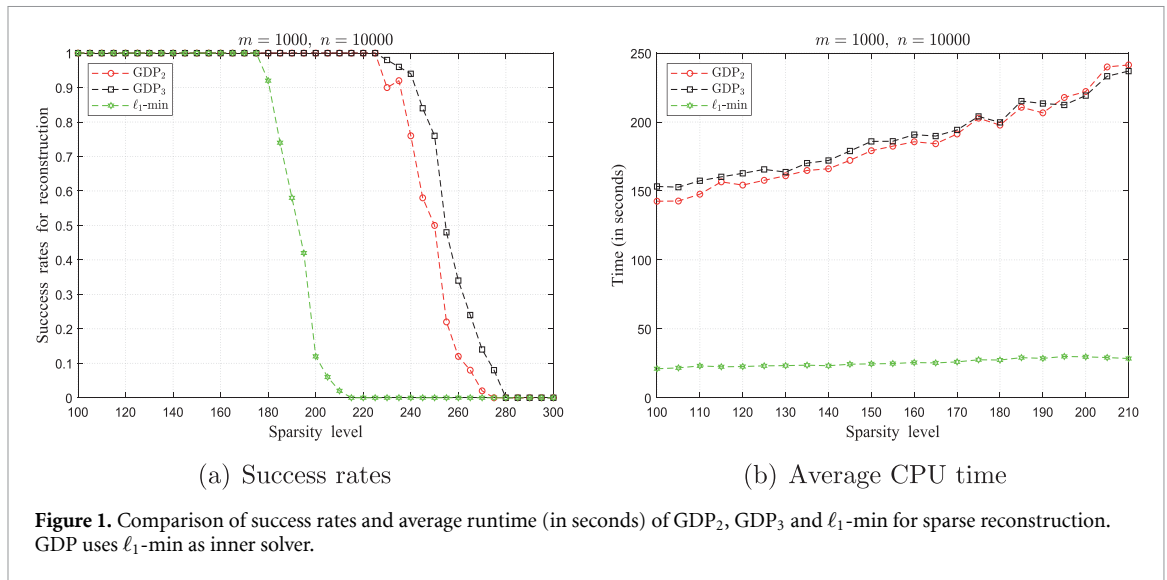 m = 1000, n = 10000
GDP₂
GDP₃
ℓ₁-min
Succcess rates for reconstruction
1
0.9
0.8
0.7
0.6
0.5
0.4
0.3
0.2
0.1
0
100 120 140 160 180 200 220 240 260 280 300
Sparsity level
(a) Success rates
m = 1000, n = 10000
GDP₂
GDP₃
ℓ₁-min
Time (in seconds)
250
200
150
100
50
0
100 110 120 130 140 150 160 170 180 190 200 210
Sparsity level
(b) Average CPU time
Figure 1. Comparison of success rates and average runtime (in seconds) of GDP₂, GDP₃ and ℓ₁-min for sparse reconstruction.
GDP uses ℓ₁-min as inner solver.